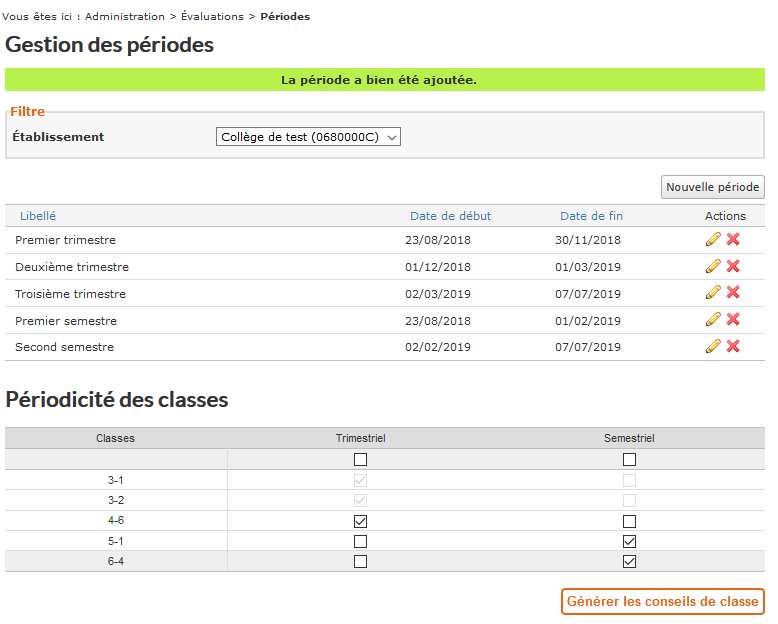 Vous êtes ici : Administration > Évaluations > Périodes
Gestion des périodes
La période a bien été ajoutée.
Filtre
Établissement Collège de test (0680000C)
Nouvelle période
Libellé Date de début Date de fin Actions
Premier trimestre 23/08/2018 30/11/2018
Deuxième trimestre 01/12/2018 01/03/2019
Troisième trimestre 02/03/2019 07/07/2019
Premier semestre 23/08/2018 01/02/2019
Second semestre 02/02/2019 07/07/2019
Périodicité des classes
Classes Trimestriel Semestriel
3-1
3-2
4-6
5-1
6-4
Générer les conseils de classe